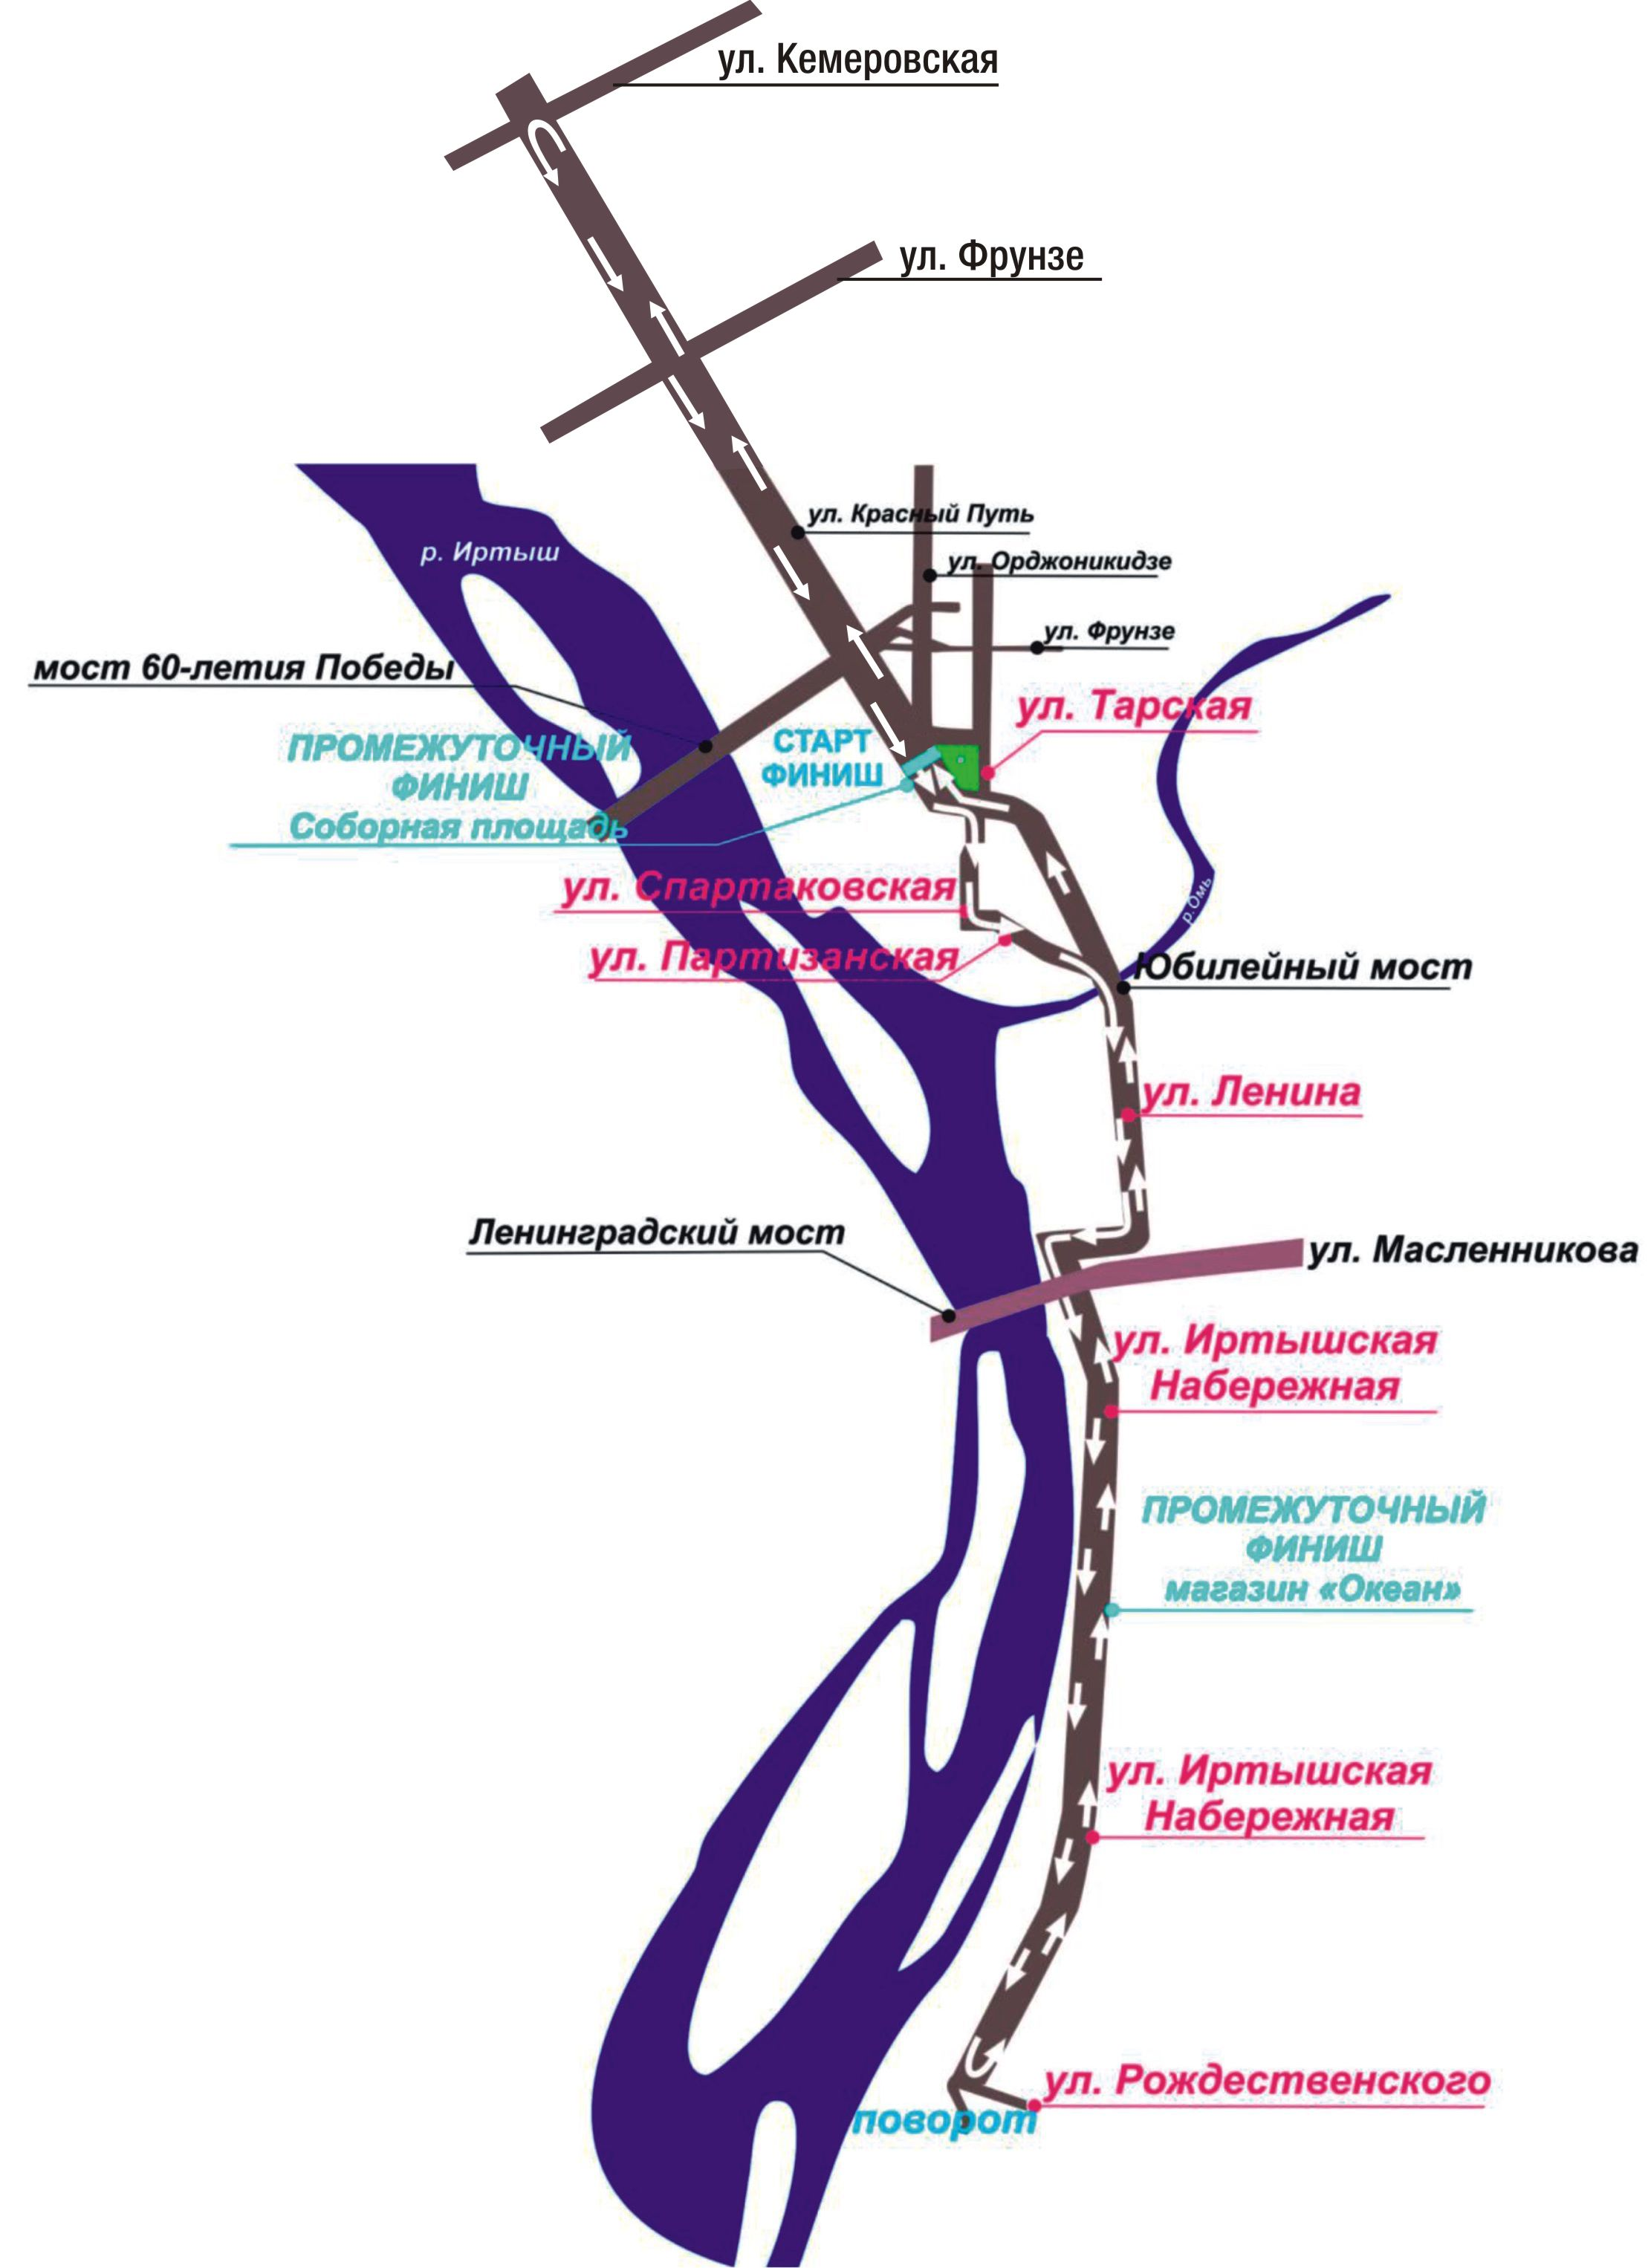 ул. Кемеровская
ул. Фрунзе
ул. Красный Путь
р. Иртыш
ул. Орджоникидзе
ул. Фрунзе
мост 60-летия Победы
ул. Тарская
ПРОМЕЖУТОЧНЫЙ
ФИНИШ
Соборная площадь
СТАРТ
ФИНИШ
ул. Спартаковская
р.Омь
ул. Партизанская
Юбилейный мост
ул. Ленина
Ленинградский мост
ул. Масленникова
ул. Иртышская
Набережная
ПРОМЕЖУТОЧНЫЙ
ФИНИШ
магазин «Океан»
ул. Иртышская
Набережная
ул. Рождественского
поворот